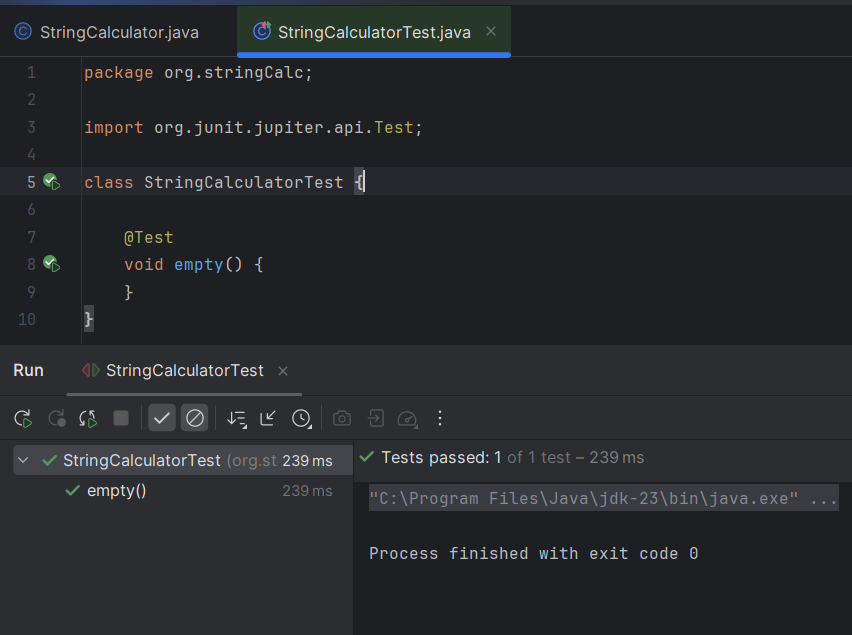 StringCalculator.java StringCalculatorTest.java
1 package org.stringCalc;
2
3 import org.junit.jupiter.api.Test;
4
5 class StringCalculatorTest {
6
7 @Test
8 void empty() {
9 }
10 }
Run StringCalculatorTest
StringCalculatorTest (org.st 239 ms
empty() 239 ms
Tests passed: 1 of 1 test – 239 ms
"C:\Program Files\Java\jdk-23\bin\java.exe" ...
Process finished with exit code 0